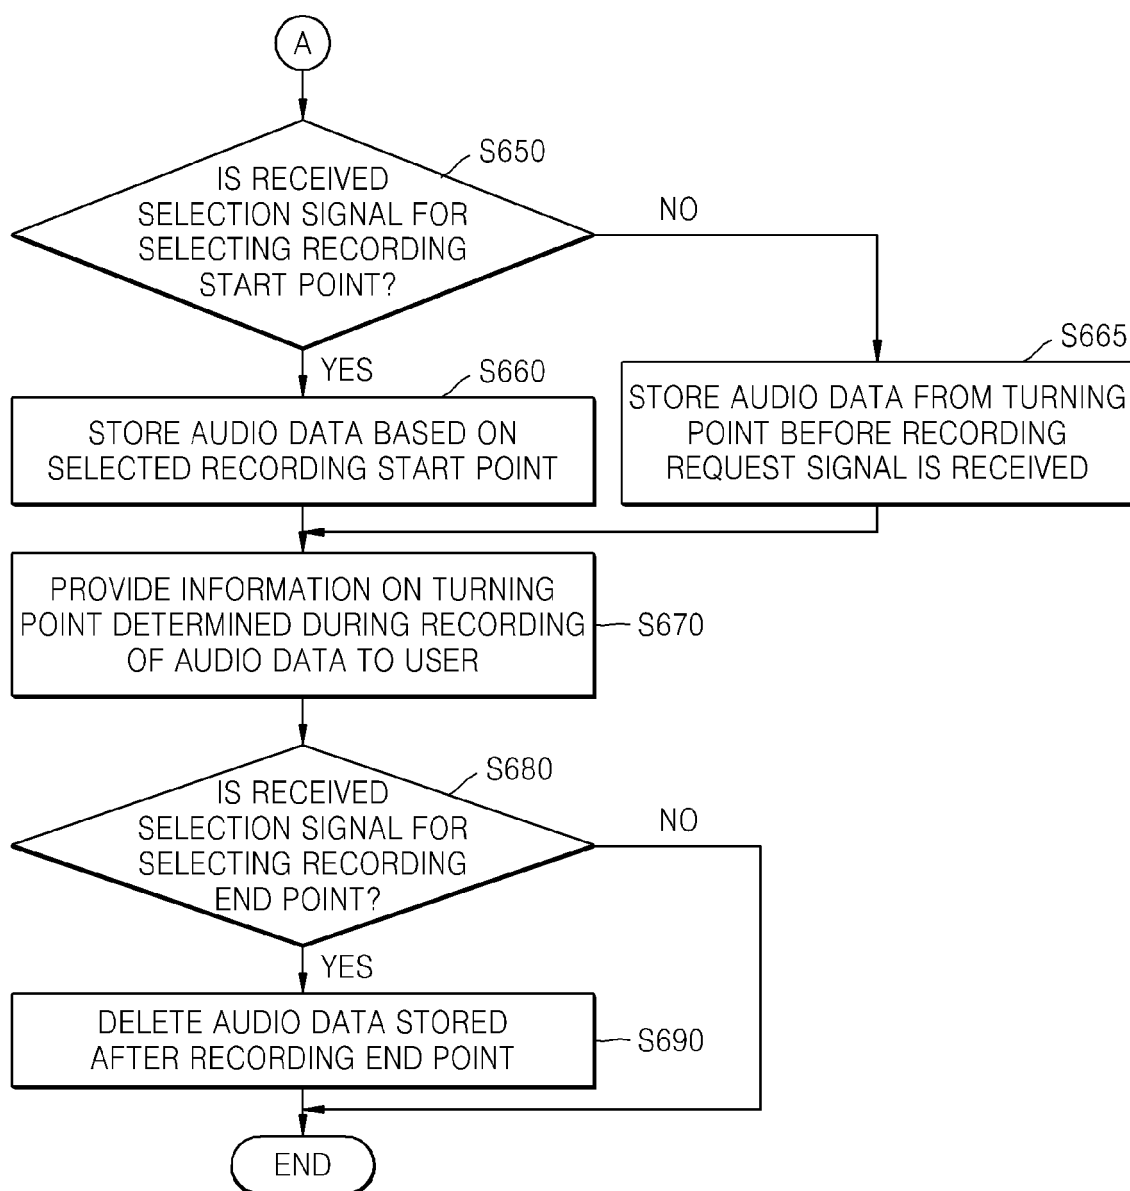 A
S650
IS RECEIVED
SELECTION SIGNAL FOR
SELECTING RECORDING
START POINT?
NO
YES
S660
STORE AUDIO DATA BASED ON
SELECTED RECORDING START POINT
S665
STORE AUDIO DATA FROM TURNING
POINT BEFORE RECORDING
REQUEST SIGNAL IS RECEIVED
PROVIDE INFORMATION ON TURNING
POINT DETERMINED DURING RECORDING
OF AUDIO DATA TO USER
S670
S680
IS RECEIVED
SELECTION SIGNAL FOR
SELECTING RECORDING
END POINT?
NO
YES
DELETE AUDIO DATA STORED
AFTER RECORDING END POINT
S690
END